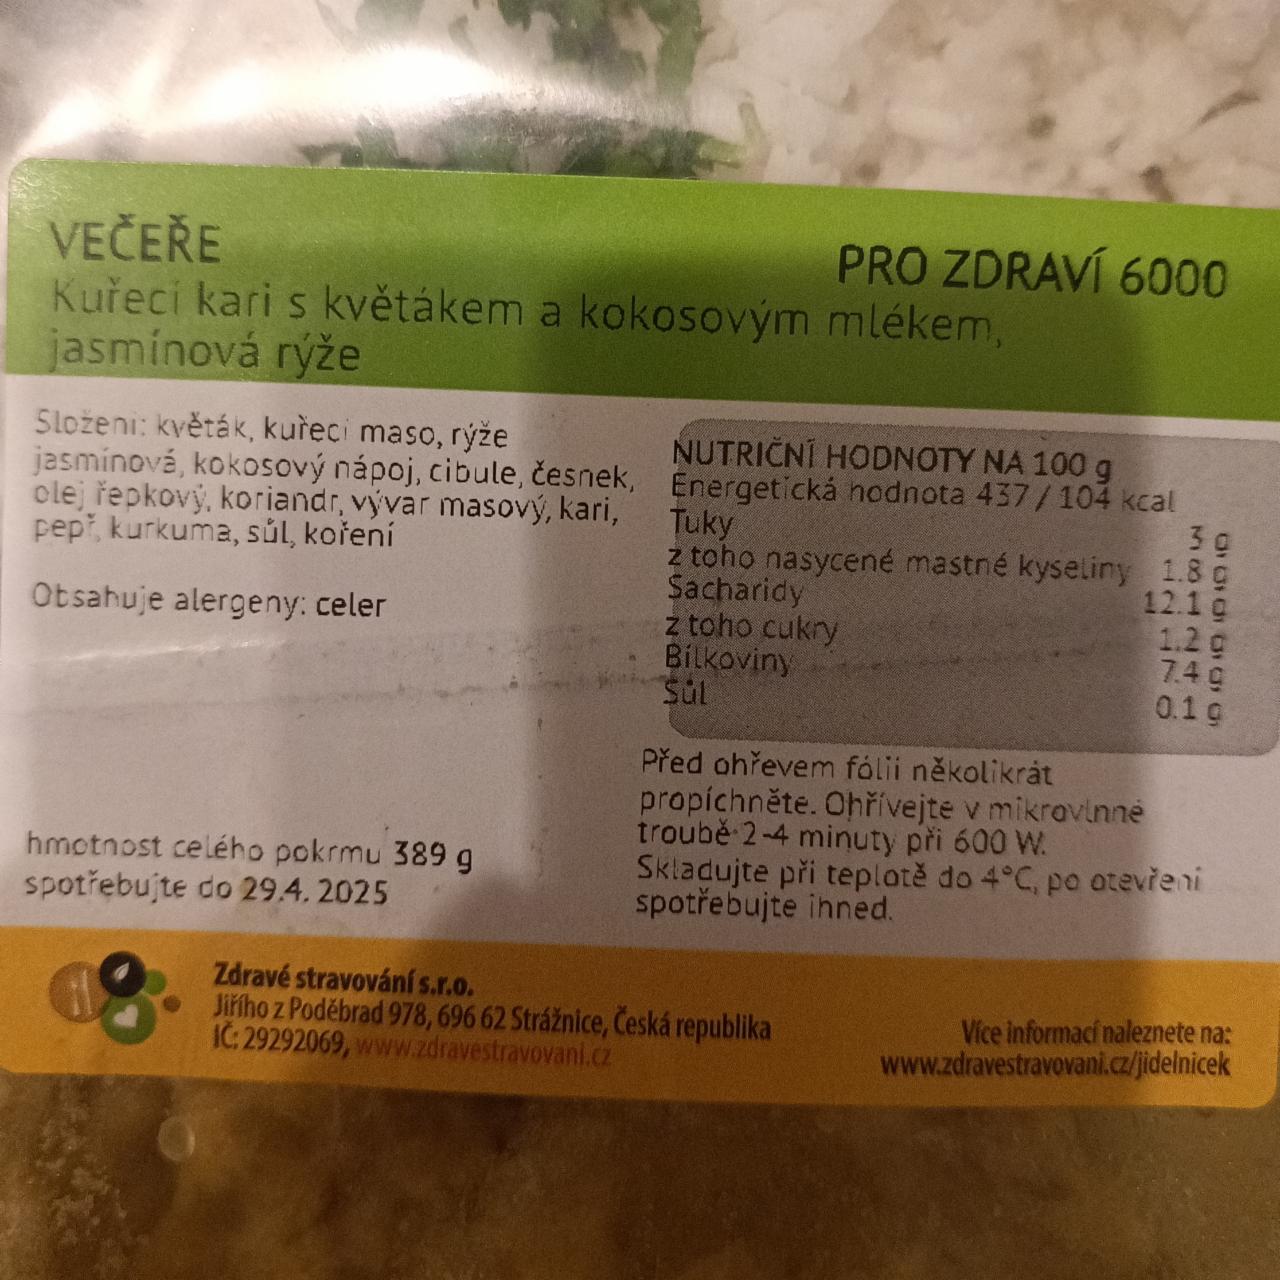 VEČEŘE
PRO ZDRAVÍ 6000
Kuřecí kari s květákem a kokosovým mlékem,
jasmínová rýže
Složení: květák, kuřecí maso, rýže
jasmínová, kokosový nápoj, cibule, česnek,
olej řepkový, koriandr, vývar masový, kari,
pepř, kurkuma, sůl, koření
Obsahuje alergeny: celer
hmotnost celého pokrmu 389 g
spotřebujte do 29.4. 2025
NUTRIČNÍ HODNOTY NA 100 g
Energetická hodnota 437 / 104 kcal
Tuky 3 g
z toho nasycené mastné kyseliny 1.8 g
Sacharidy 12.1 g
z toho cukry 1.2 g
Bílkoviny 7.4 g
Sůl 0.1 g
Před ohřevem fólii několikrát
propíchněte. Ohřívejte v mikrovlnné
troubě 2-4 minuty při 600 W.
Skladujte při teplotě do 4°C, po otevření
spotřebujte ihned.
Zdravé stravování s.r.o.
Jiřího z Poděbrad 978, 696 62 Strážnice, Česká republika
IČ: 29292069, www.zdravestravovani.cz
Více informací naleznete na:
www.zdravestravovani.cz/jidelnicek